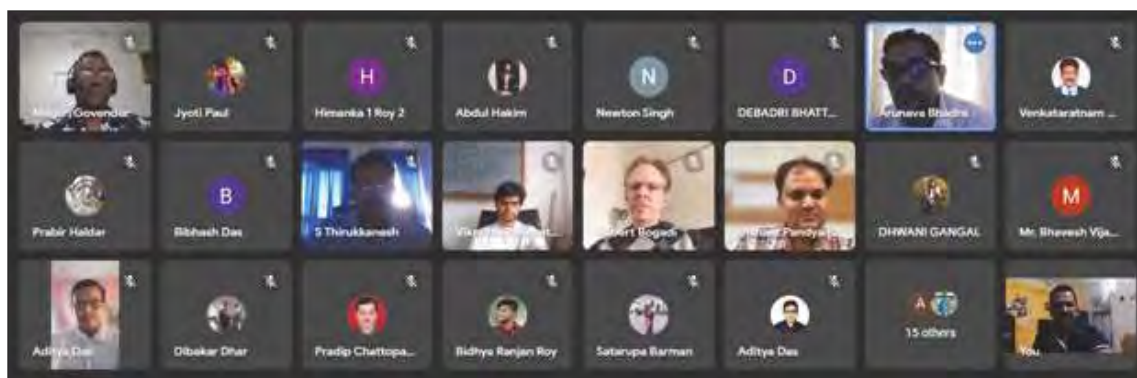 Govender
Jyoti Paul
H
Himanka 1 Roy 2
Abdul Hakim
N
Newton Singh
D
DEBADRI BHATT...
Arunava Bhadra
Venkataratnam ...
Prabir Haldar
B
Bibhash Das
S Thirukkanesh
Pandya
DHWANI GANGAL
M
Mr. Bhavesh Vija...
Aditya Das
Dibakar Dhar
Pradip Chattopa...
Bidhya Ranjan Roy
Satarupa Barman
Aditya Das
A
15 others
You